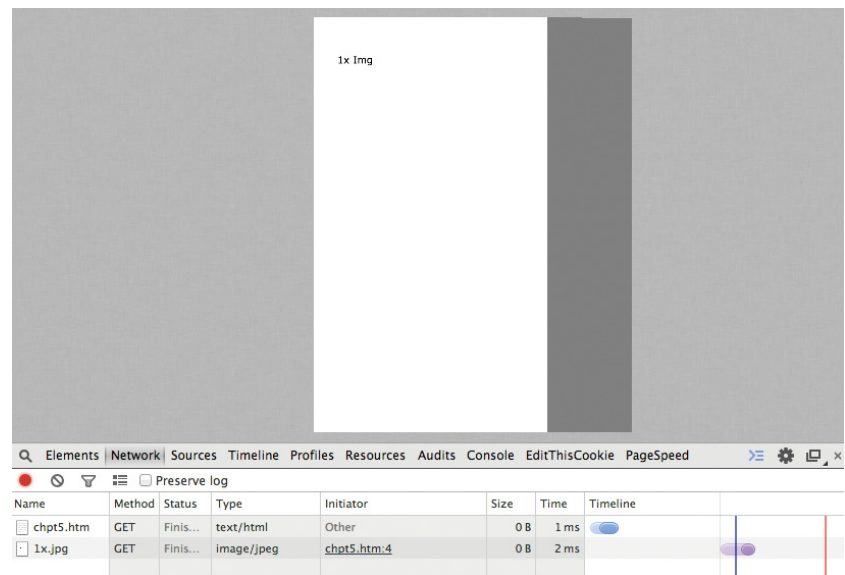 1x Img
Elements Network Sources Timeline Profiles Resources Audits Console EditThisCookie PageSpeed
Preserve log
Name Method Status Type Initiator Size Time Timeline
chpt5.htm GET Finis... text/html Other 0 B 1 ms
1x.jpg GET Finis... image/jpeg chpt5.htm:4 0 B 2 ms